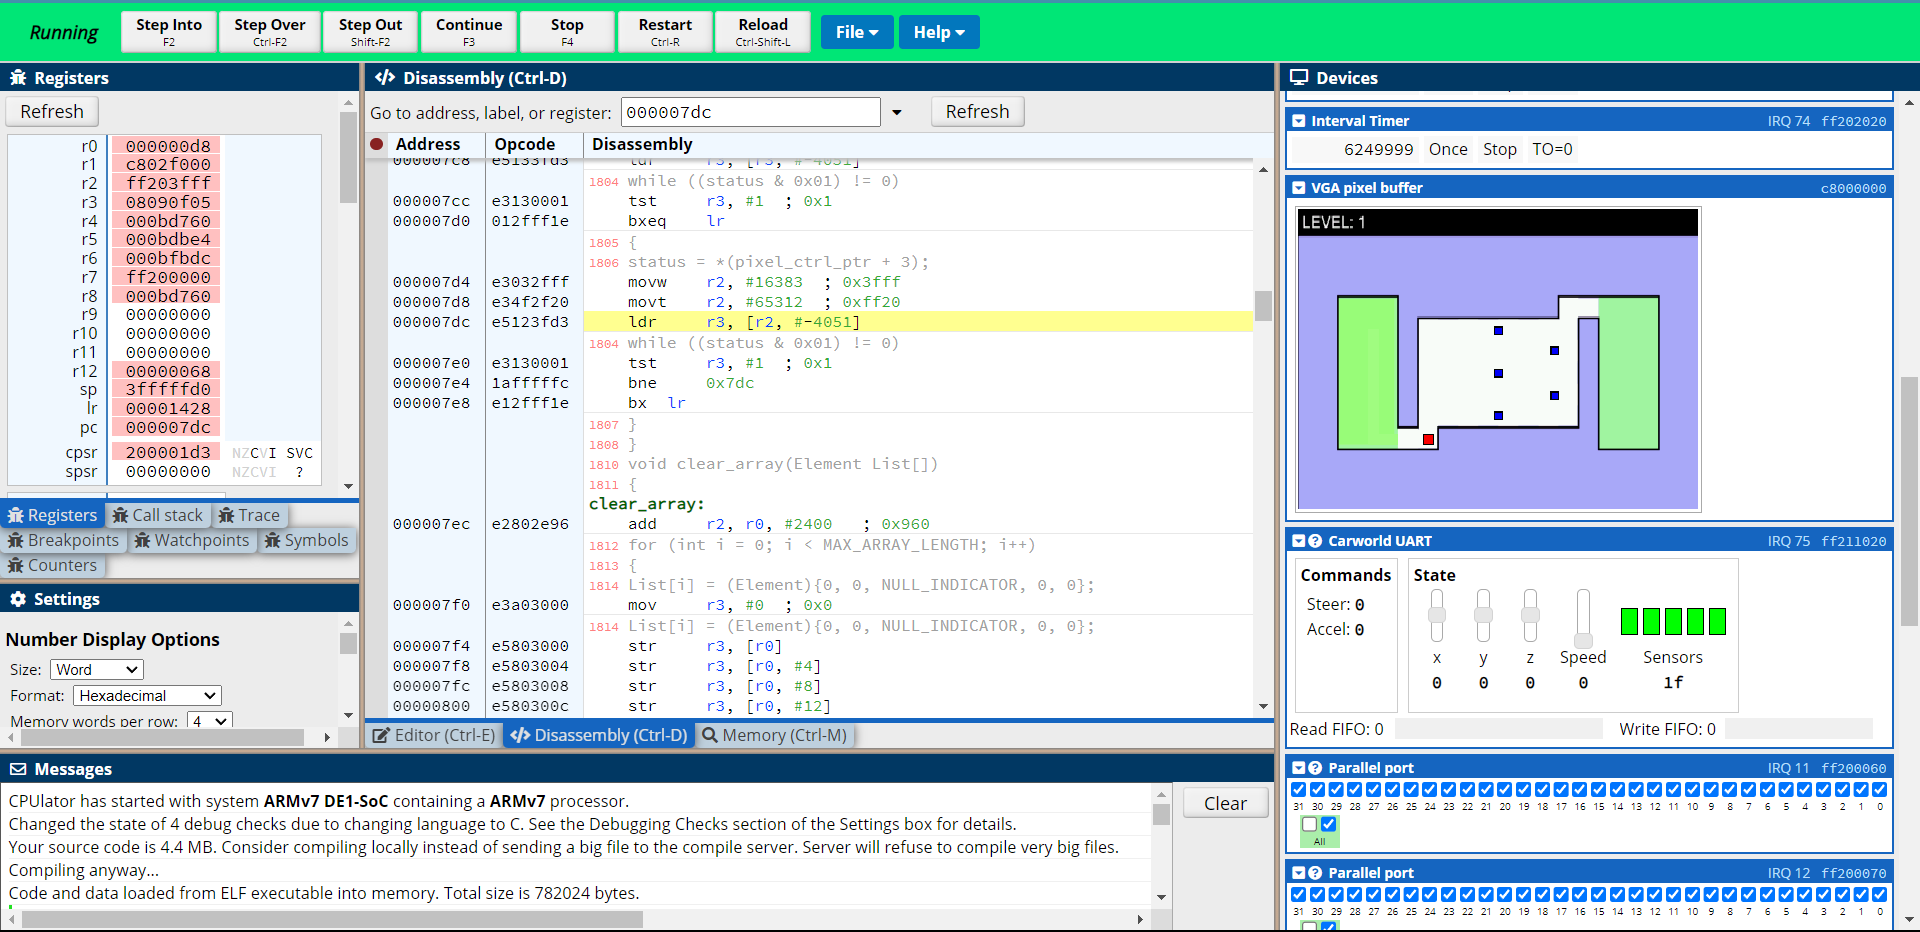 Running
Step Into F2
Step Over Ctrl-F2
Step Out Shift-F2
Continue F3
Stop F4
Restart Ctrl-R
Reload Ctrl-Shift-L
File
Help
Registers
Refresh
r0 000000d8
r1 c802f000
r2 ff203fff
r3 08090f05
r4 000bd760
r5 000bdbe4
r6 000bfbdc
r7 ff200000
r8 000bd760
r9 00000000
r10 00000000
r11 00000000
r12 00000068
sp 3fffffd0
lr 00001428
pc 000007dc
cpsr 200001d3 NZCVI SVC
spsr 00000000 NZCVI ?
Registers Call stack Trace
Breakpoints Watchpoints Symbols
Counters
Settings
Number Display Options
Size: Word
Format: Hexadecimal
Memory words per row: 4
Disassembly (Ctrl-D)
Go to address, label, or register: 000007dc Refresh
Address Opcode Disassembly
000007c8 e5133fd3 ldr r3, [r3, #-4051]
1804 while ((status & 0x01) != 0)
000007cc e3130001 tst r3, #1 ; 0x1
000007d0 012fff1e bxeq lr
1805 {
1806 status = *(pixel_ctrl_ptr + 3);
000007d4 e3032fff movw r2, #16383 ; 0x3fff
000007d8 e34f2f20 movt r2, #65312 ; 0xff20
000007dc e5123fd3 ldr r3, [r2, #-4051]
1804 while ((status & 0x01) != 0)
000007e0 e3130001 tst r3, #1 ; 0x1
000007e4 1afffffc bne 0x7dc
000007e8 e12fff1e bx lr
1807 }
1808 }
1810 void clear_array(Element List[])
1811 {
clear_array:
000007ec e2802e96 add r2, r0, #2400 ; 0x960
1812 for (int i = 0; i < MAX_ARRAY_LENGTH; i++)
1813 {
1814 List[i] = (Element){0, 0, NULL_INDICATOR, 0, 0};
000007f0 e3a03000 mov r3, #0 ; 0x0
1814 List[i] = (Element){0, 0, NULL_INDICATOR, 0, 0};
000007f4 e5803000 str r3, [r0]
000007f8 e5803004 str r3, [r0, #4]
000007fc e5803008 str r3, [r0, #8]
00000800 e580300c str r3, [r0, #12]
Editor (Ctrl-E) Disassembly (Ctrl-D) Memory (Ctrl-M)
Messages
CPUlator has started with system ARMv7 DE1-SoC containing a ARMv7 processor.
Changed the state of 4 debug checks due to changing language to C. See the Debugging Checks section of the Settings box for details.
Your source code is 4.4 MB. Consider compiling locally instead of sending a big file to the compile server. Server will refuse to compile very big files.
Compiling anyway...
Code and data loaded from ELF executable into memory. Total size is 782024 bytes.
Clear
Devices
Interval Timer IRQ 74 ff202020
6249999 Once Stop TO=0
VGA pixel buffer c8000000
LEVEL: 1
Carworld UART IRQ 75 ff211020
Commands
Steer: 0
Accel: 0
State
x y z Speed Sensors
0 0 0 0 1f
Read FIFO: 0 Write FIFO: 0
Parallel port IRQ 11 ff200060
31 30 29 28 27 26 25 24 23 22 21 20 19 18 17 16 15 14 13 12 11 10 9 8 7 6 5 4 3 2 1 0
All
Parallel port IRQ 12 ff200070
31 30 29 28 27 26 25 24 23 22 21 20 19 18 17 16 15 14 13 12 11 10 9 8 7 6 5 4 3 2 1 0